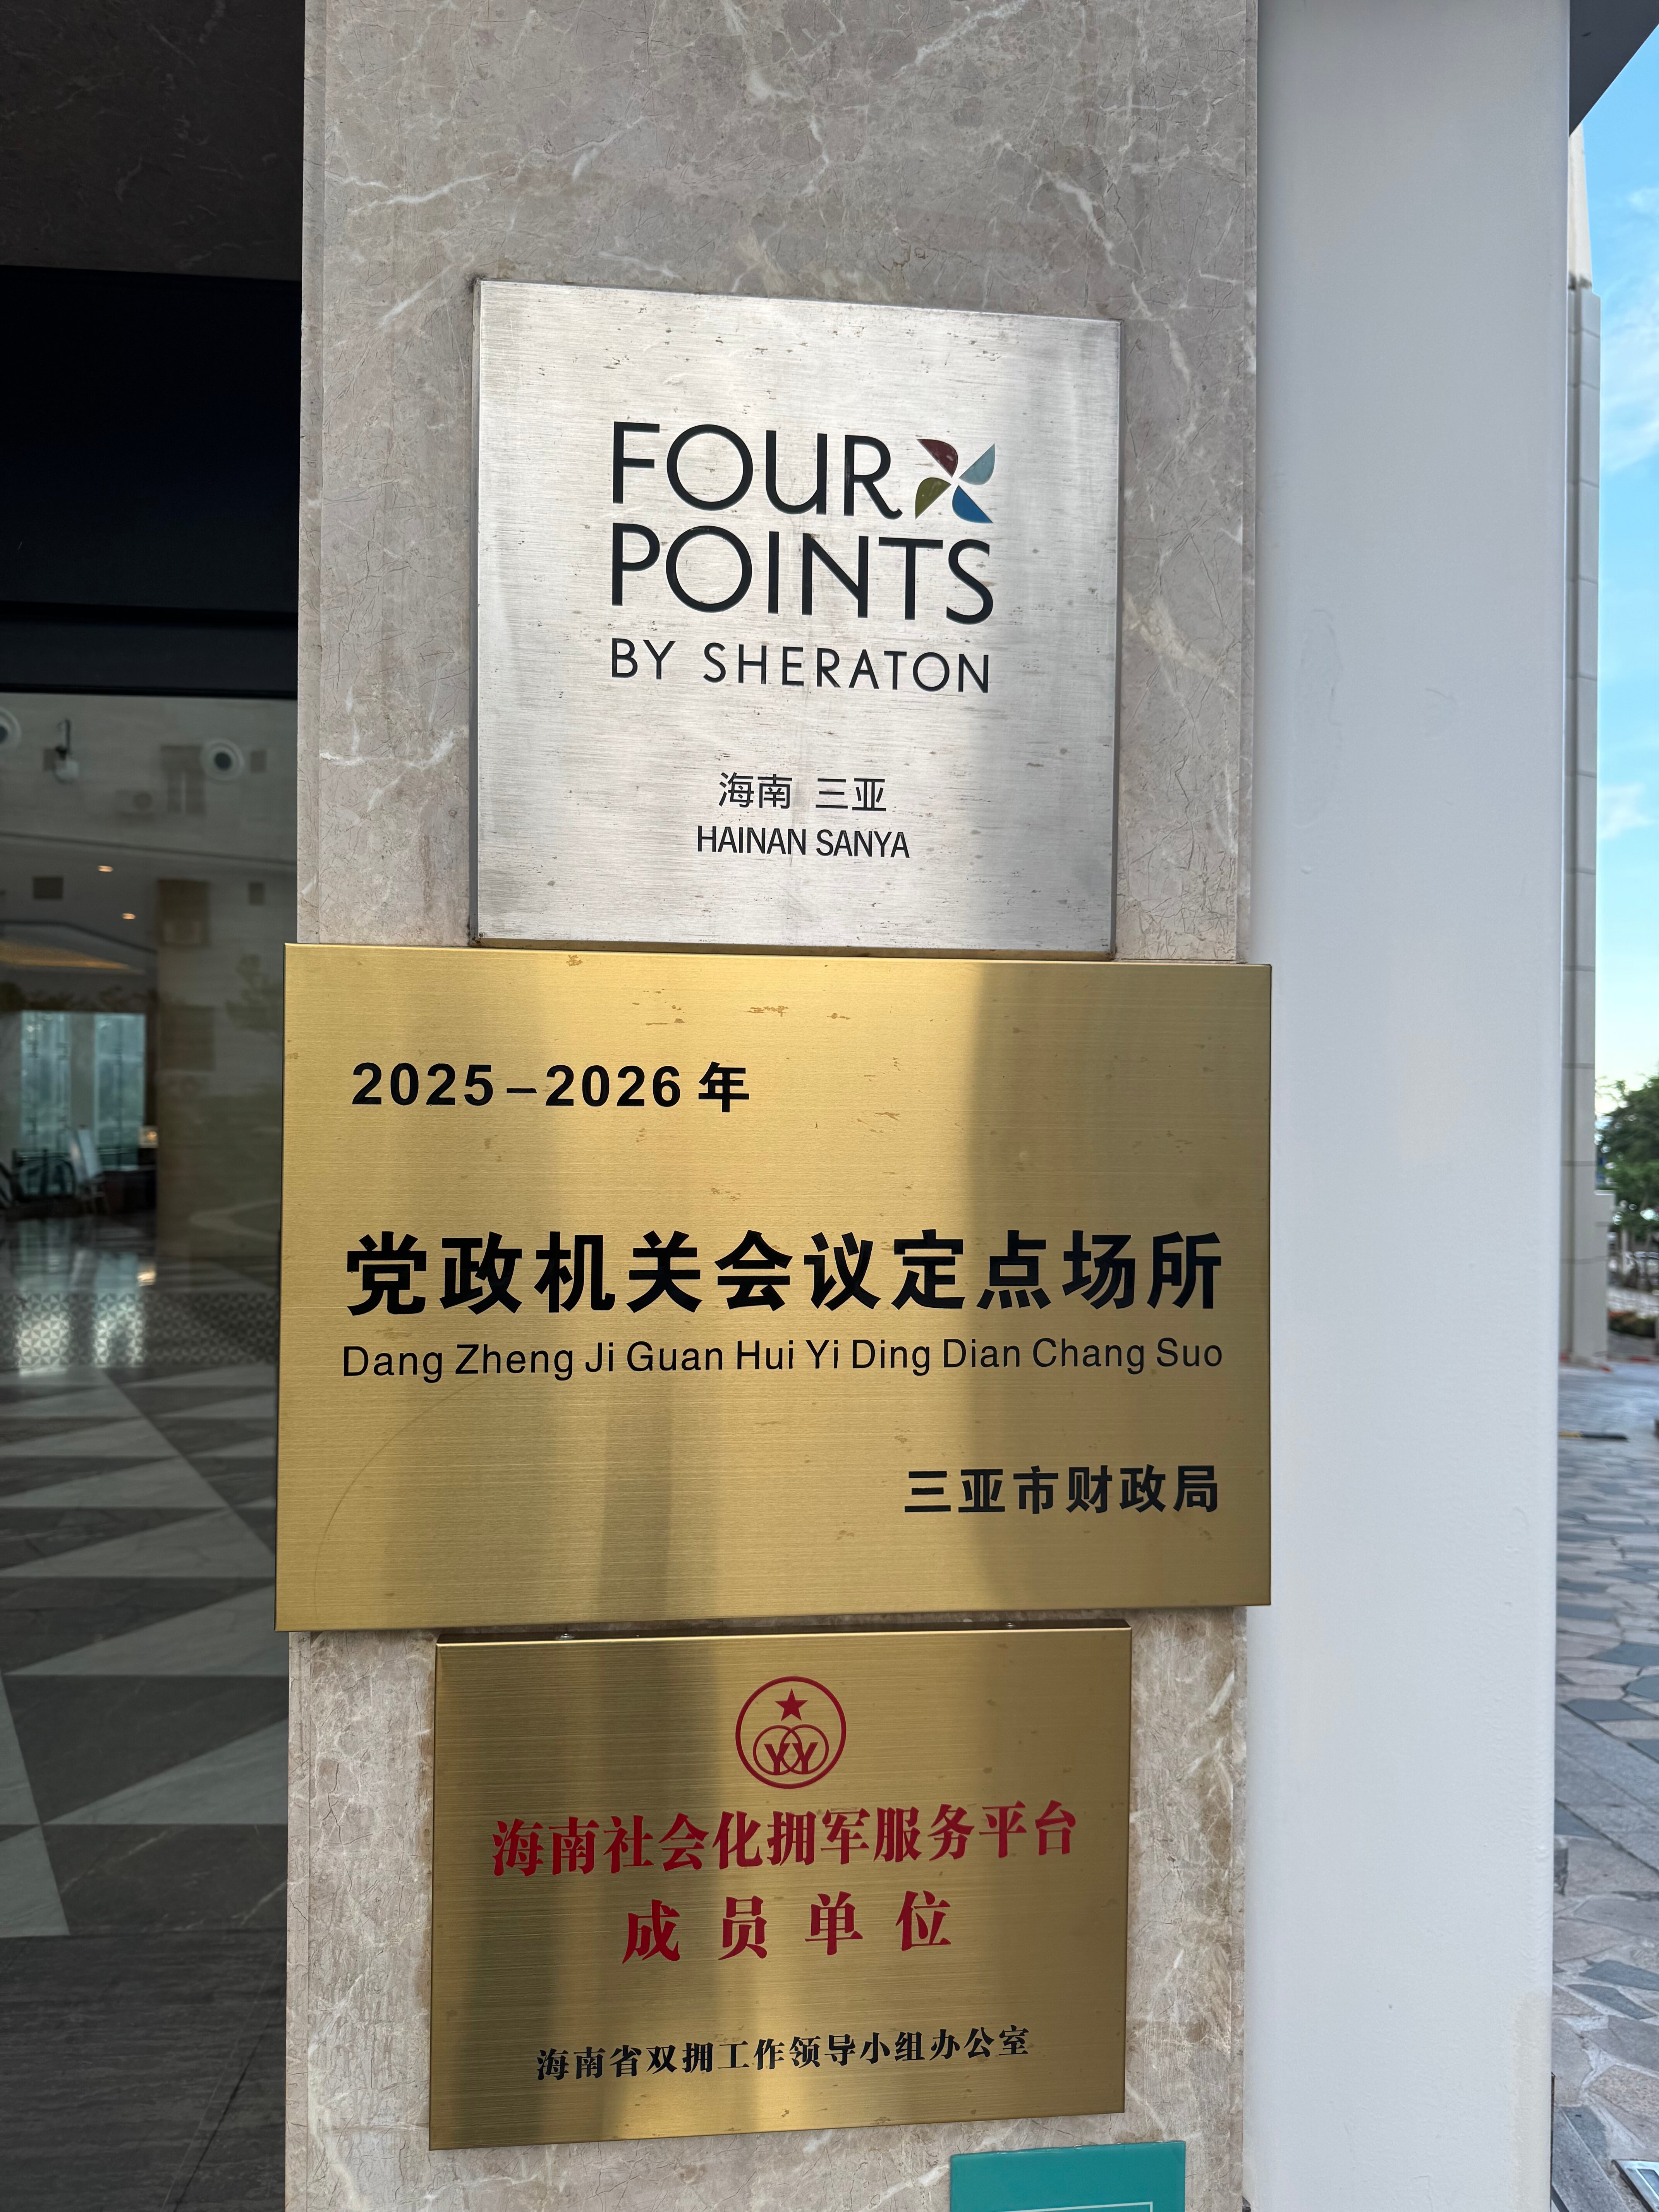 FOUR
POINTS
BY SHERATON
海南 三亚
HAINAN SANYA
2025–2026 年
党政机关会议定点场所
Dang Zheng Ji Guan Hui Yi Ding Dian Chang Suo
三亚市财政局
YY
海南社会化拥军服务平台
成员单位
海南省双拥工作领导小组办公室